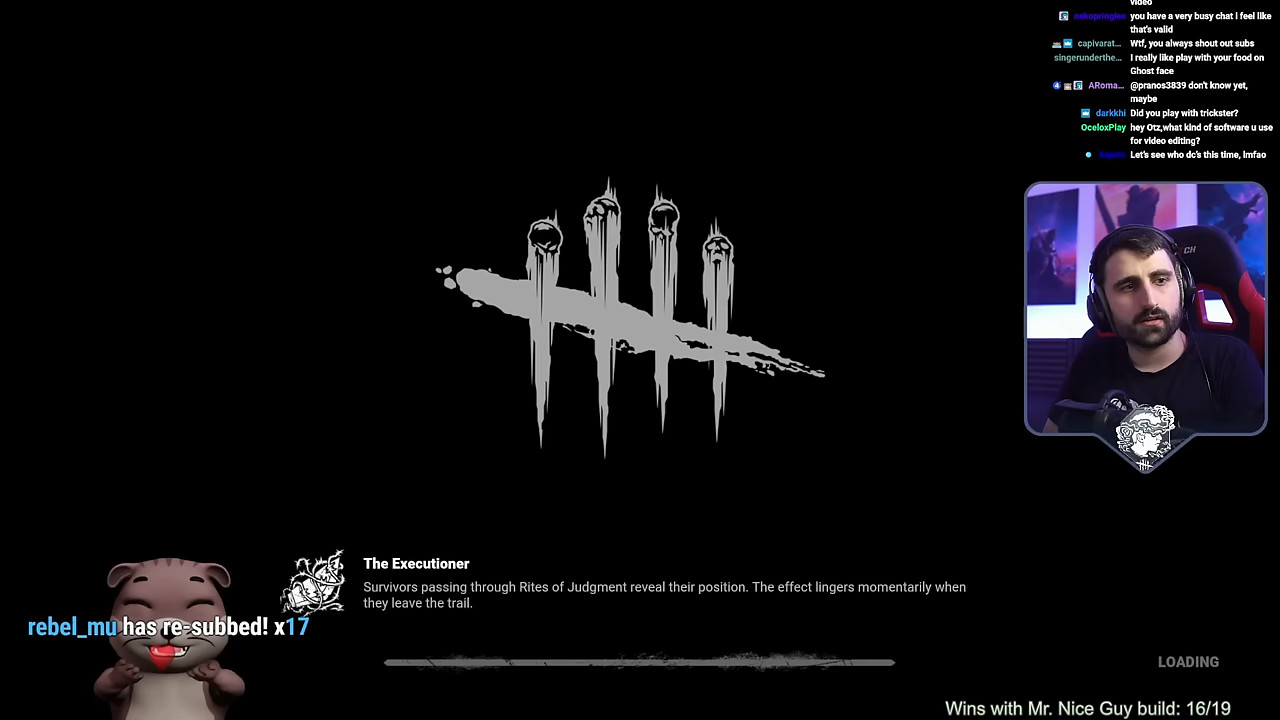 video
nekopringles you have a very busy chat I feel like
that's valid
capivarat... Wtf, you always shout out subs
singerunderthe... I really like play with your food on
Ghost face
ARoma... @pranos3839 don't know yet,
maybe
darkkhi Did you play with trickster?
OceloxPlay hey Otz,what kind of software u use
for video editing?
Let's see who dc's this time, lmfao
CH
The Executioner
Survivors passing through Rites of Judgment reveal their position. The effect lingers momentarily when
they leave the trail.
rebel_mu has re-subbed! x17
LOADING
Wins with Mr. Nice Guy build: 16/19